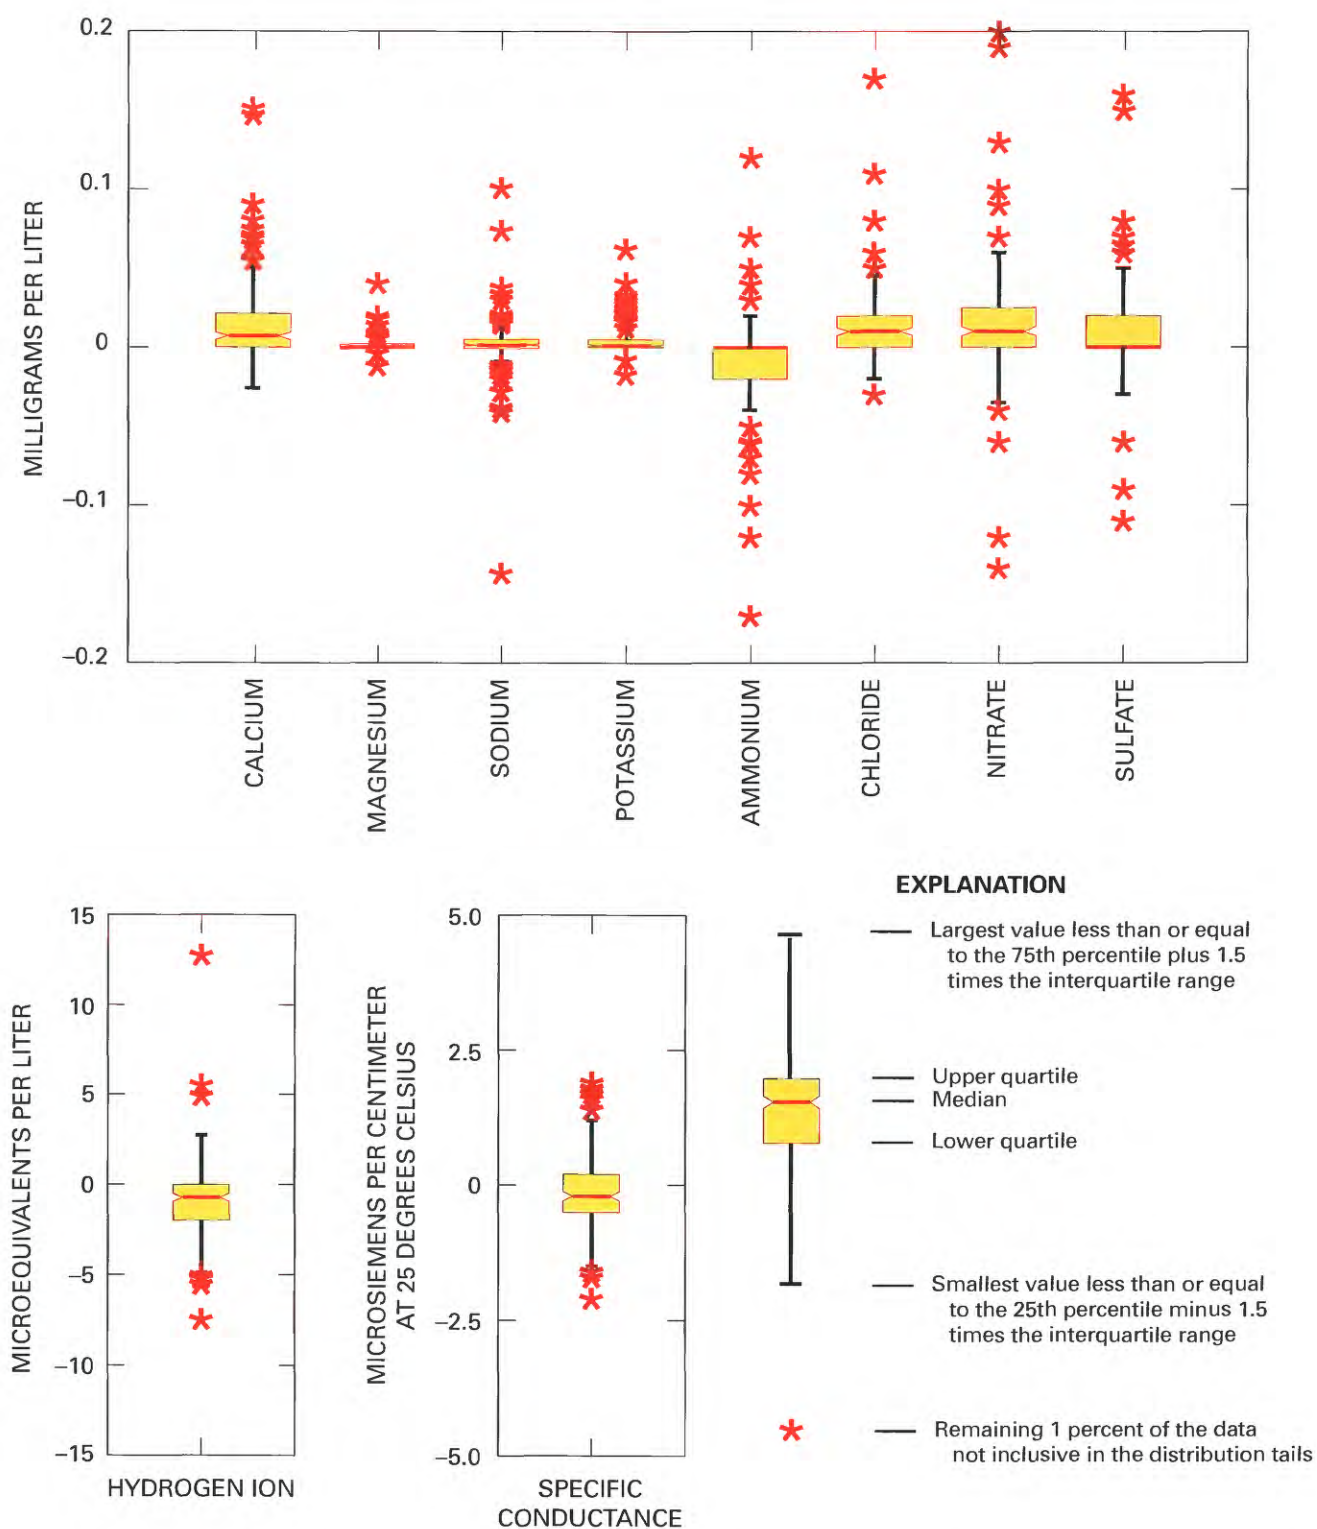 MILLIGRAMS PER LITER
0.2
0.1
0
–0.1
–0.2
CALCIUM
MAGNESIUM
SODIUM
POTASSIUM
AMMONIUM
CHLORIDE
NITRATE
SULFATE
MICROEQUIVALENTS PER LITER
15
10
5
0
–5
–10
–15
HYDROGEN ION
MICROSIEMENS PER CENTIMETER
AT 25 DEGREES CELSIUS
5.0
2.5
0
–2.5
–5.0
SPECIFIC
CONDUCTANCE
EXPLANATION
Largest value less than or equal
to the 75th percentile plus 1.5
times the interquartile range
Upper quartile
Median
Lower quartile
Smallest value less than or equal
to the 25th percentile minus 1.5
times the interquartile range
Remaining 1 percent of the data
not inclusive in the distribution tails